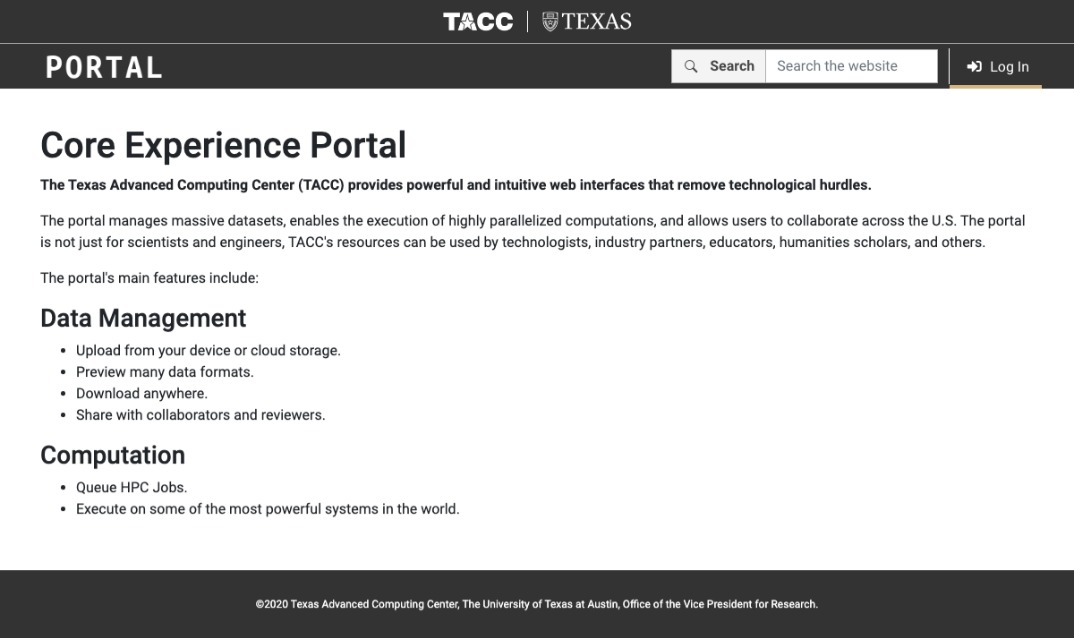 TACC TEXAS
PORTAL
Search Search the website Log In
Core Experience Portal
The Texas Advanced Computing Center (TACC) provides powerful and intuitive web interfaces that remove technological hurdles.
The portal manages massive datasets, enables the execution of highly parallelized computations, and allows users to collaborate across the U.S. The portal
is not just for scientists and engineers, TACC's resources can be used by technologists, industry partners, educators, humanities scholars, and others.
The portal's main features include:
Data Management
• Upload from your device or cloud storage.
• Preview many data formats.
• Download anywhere.
• Share with collaborators and reviewers.
Computation
• Queue HPC Jobs.
• Execute on some of the most powerful systems in the world.
©2020 Texas Advanced Computing Center, The University of Texas at Austin, Office of the Vice President for Research.